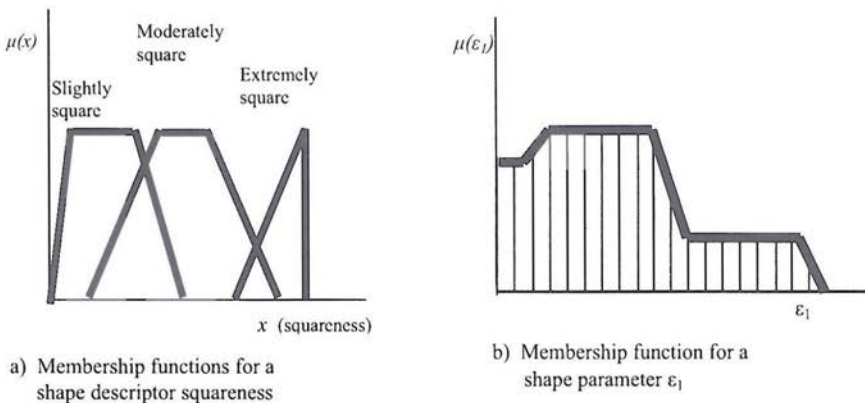 μ(x)
Moderately
square
Slightly
square
Extremely
square
x (squareness)
a) Membership functions for a
shape descriptor squareness
μ(ε₁)
ε₁
b) Membership function for a
shape parameter ε₁